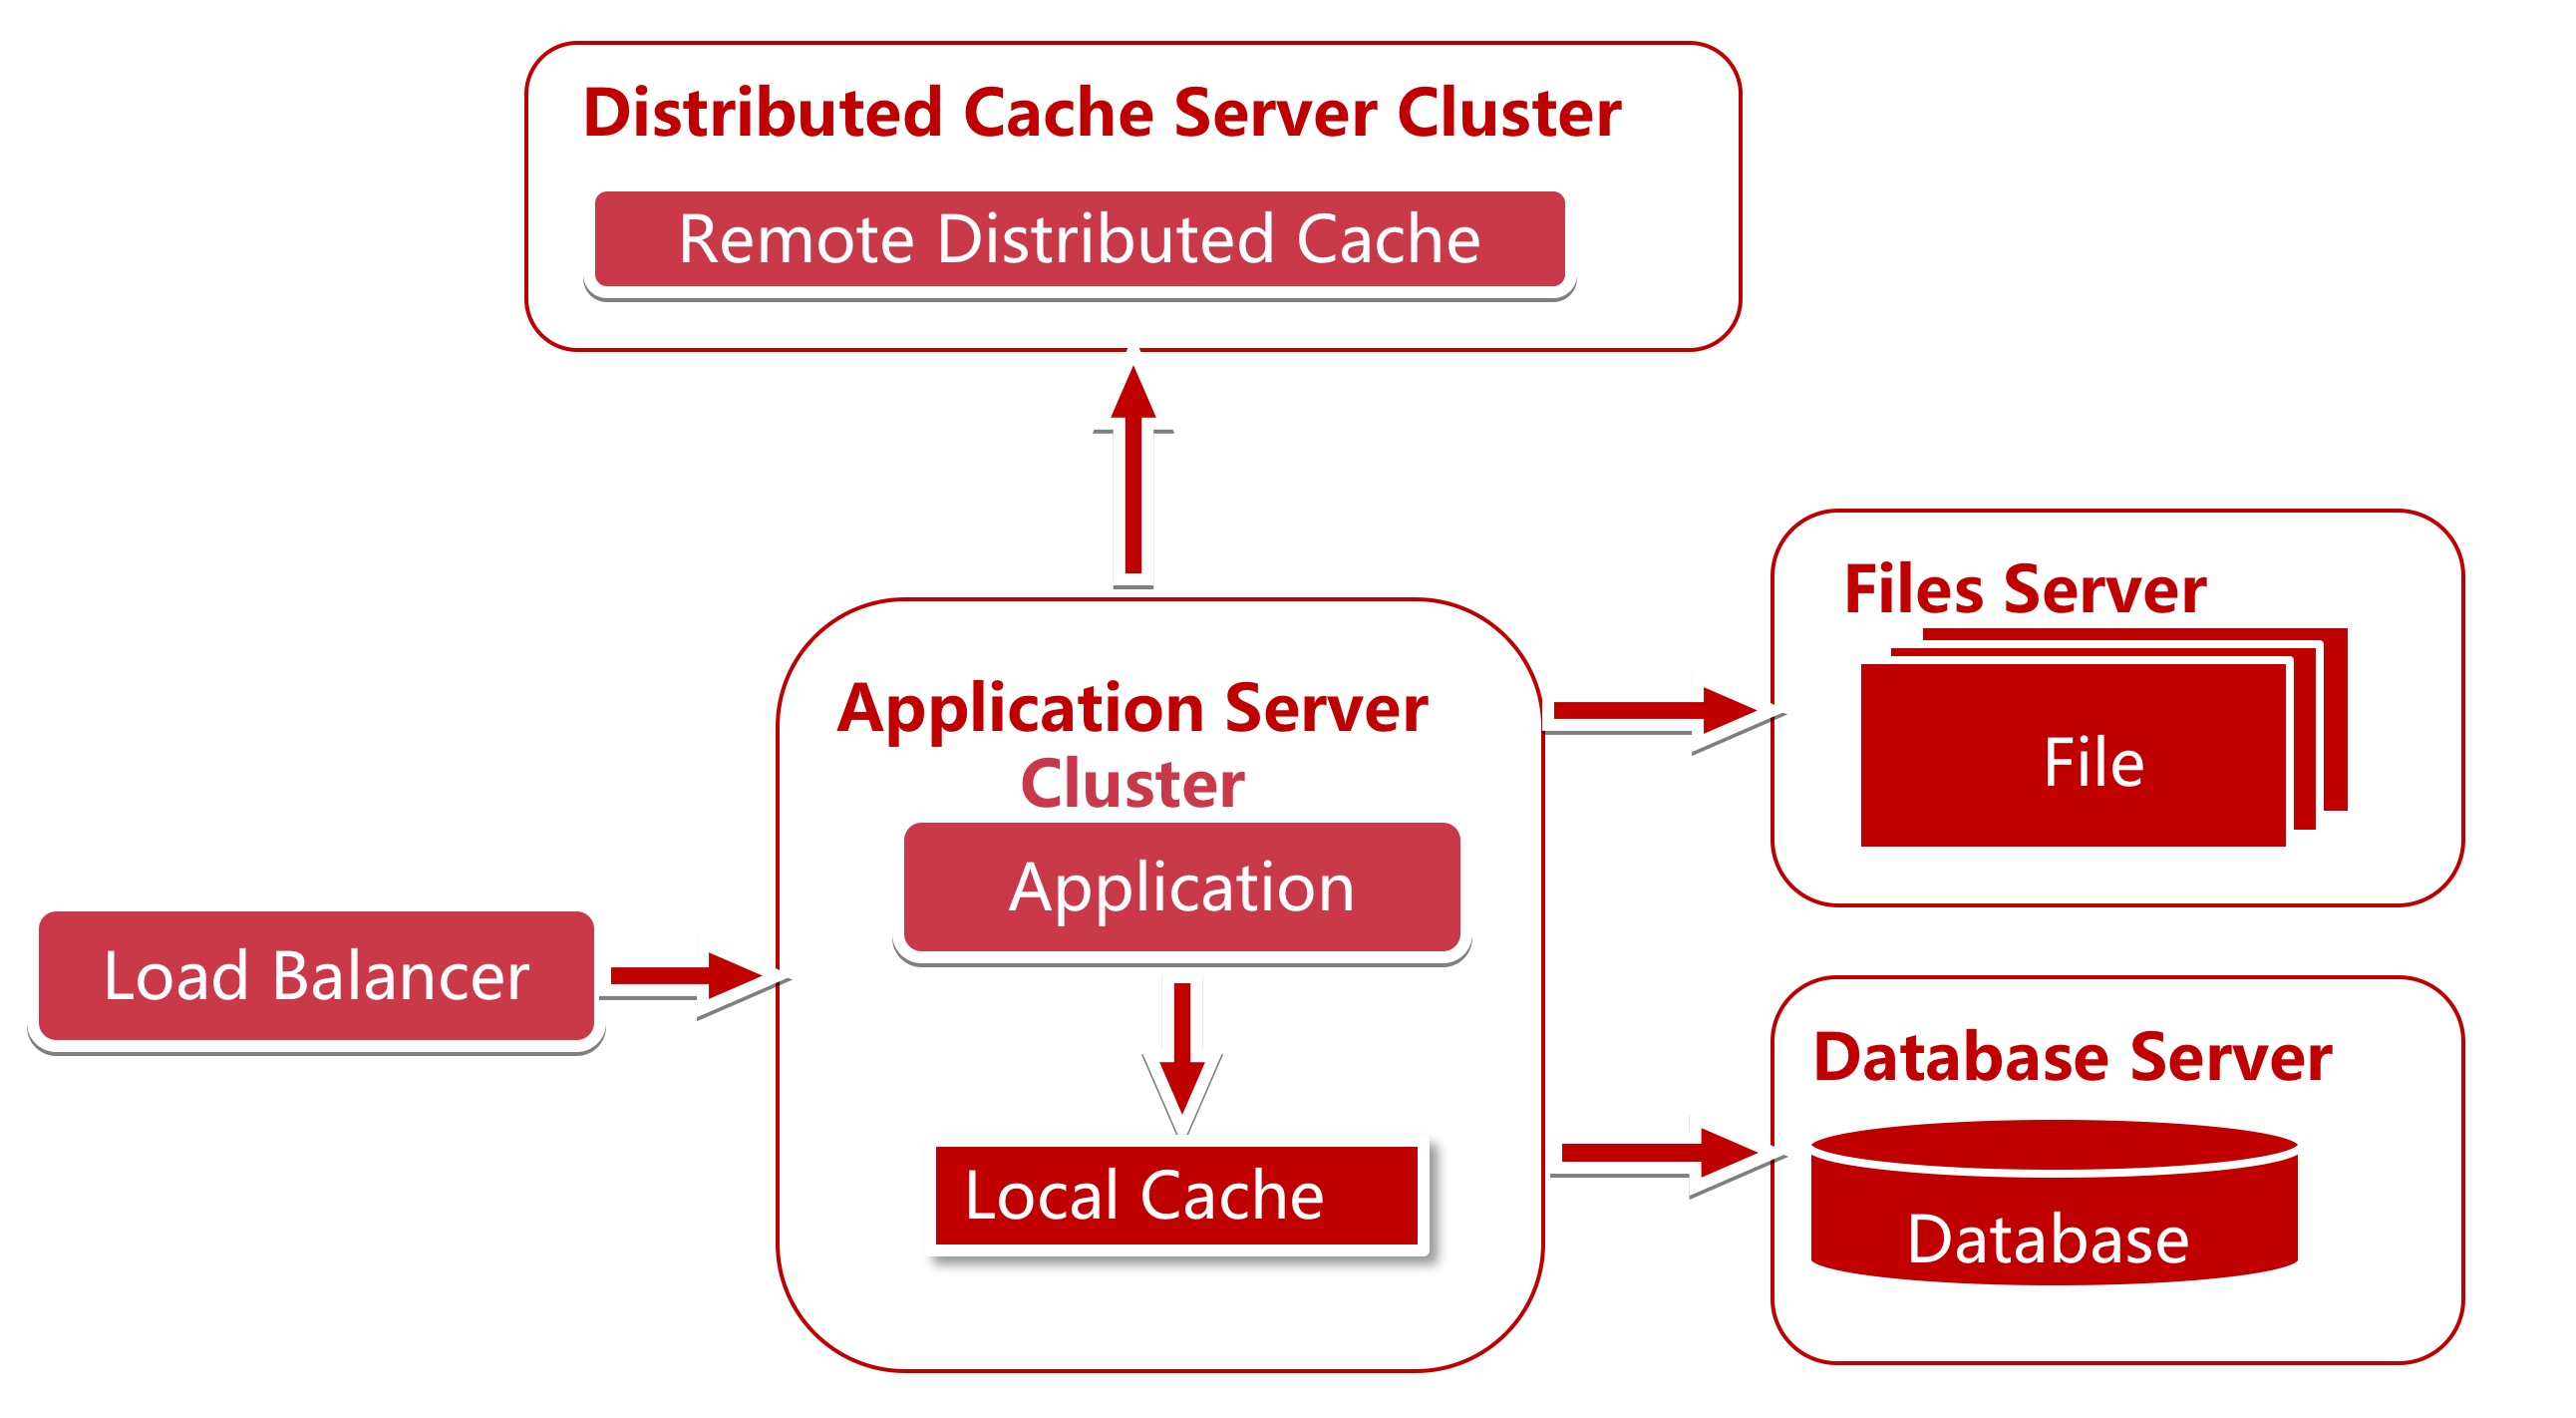 Distributed Cache Server Cluster
Remote Distributed Cache
Files Server
File
Application Server
Cluster
Application
Load Balancer
Local Cache
Database Server
Database